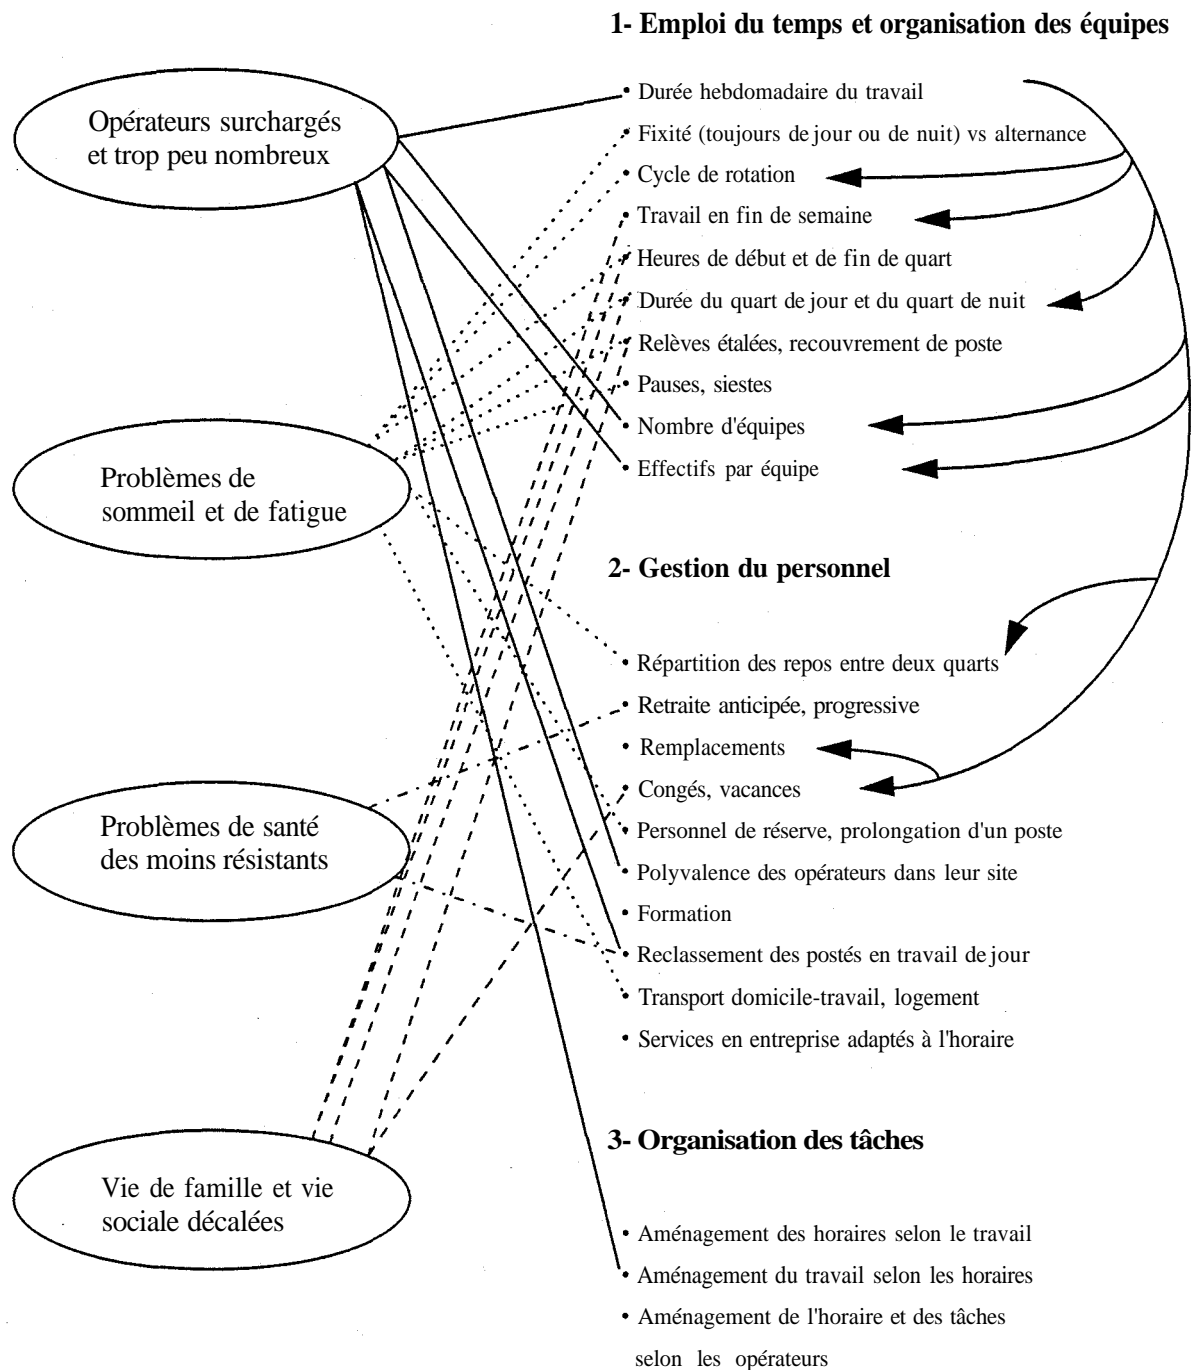 1- Emploi du temps et organisation des équipes
Opérateurs surchargés
et trop peu nombreux
• Durée hebdomadaire du travail
• Fixité (toujours de jour ou de nuit) vs alternance
• Cycle de rotation
• Travail en fin de semaine
• Heures de début et de fin de quart
• Durée du quart de jour et du quart de nuit
• Relèves étalées, recouvrement de poste
• Pauses, siestes
• Nombre d'équipes
• Effectifs par équipe
Problèmes de
sommeil et de fatigue
2- Gestion du personnel
• Répartition des repos entre deux quarts
• Retraite anticipée, progressive
• Remplacements
• Congés, vacances
• Personnel de réserve, prolongation d'un poste
• Polyvalence des opérateurs dans leur site
• Formation
• Reclassement des postés en travail de jour
• Transport domicile-travail, logement
• Services en entreprise adaptés à l'horaire
Problèmes de santé
des moins résistants
3- Organisation des tâches
Vie de famille et vie
sociale décalées
• Aménagement des horaires selon le travail
• Aménagement du travail selon les horaires
• Aménagement de l'horaire et des tâches
selon les opérateurs